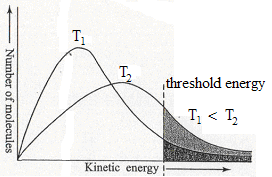 T1
T2
threshold energy
T1 < T2
Number of molecules
Kinetic energy